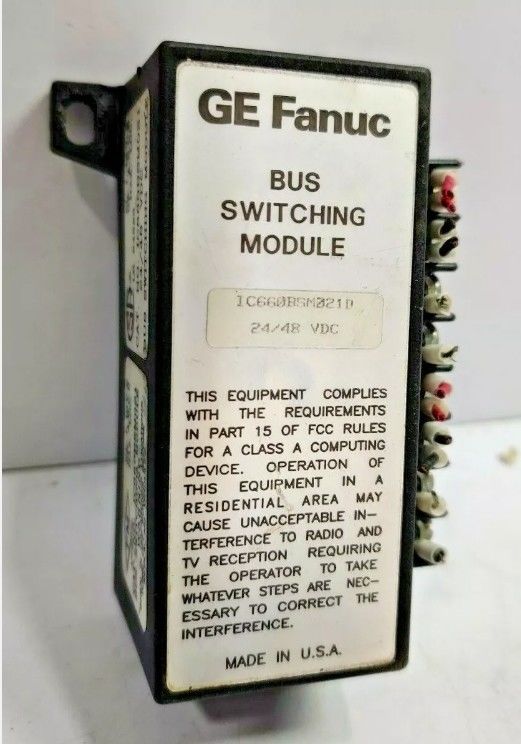 GE Fanuc
BUS
SWITCHING
MODULE
IC660BSM021D
24/48 VDC
THIS EQUIPMENT COMPLIES
WITH THE REQUIREMENTS
IN PART 15 OF FCC RULES
FOR A CLASS A COMPUTING
DEVICE. OPERATION OF
THIS EQUIPMENT IN A
RESIDENTIAL AREA MAY
CAUSE UNACCEPTABLE IN-
TERFERENCE TO RADIO AND
TV RECEPTION REQUIRING
THE OPERATOR TO TAKE
WHATEVER STEPS ARE NEC-
ESSARY TO CORRECT THE
INTERFERENCE.
MADE IN U.S.A.